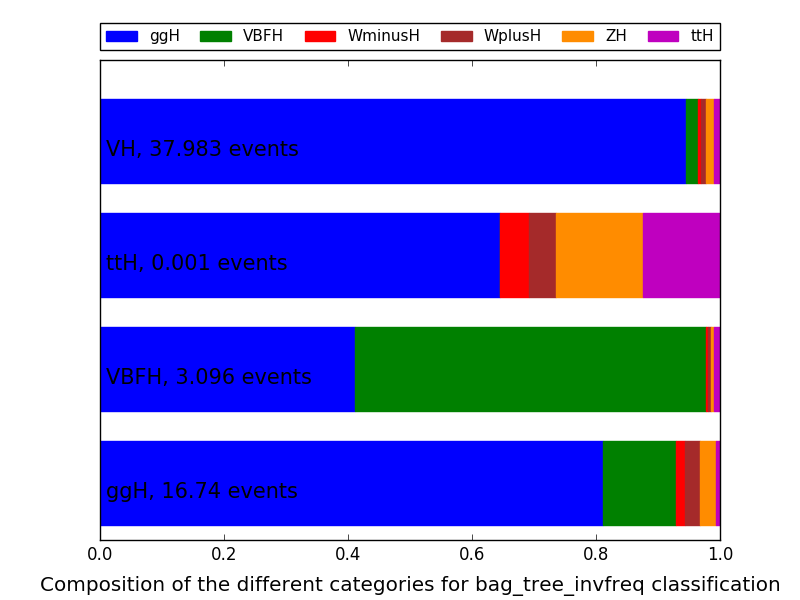 ggH VBFH WminusH WplusH ZH ttH
VH, 37.983 events
ttH, 0.001 events
VBFH, 3.096 events
ggH, 16.74 events
0.0 0.2 0.4 0.6 0.8 1.0
Composition of the different categories for bag_tree_invfreq classification